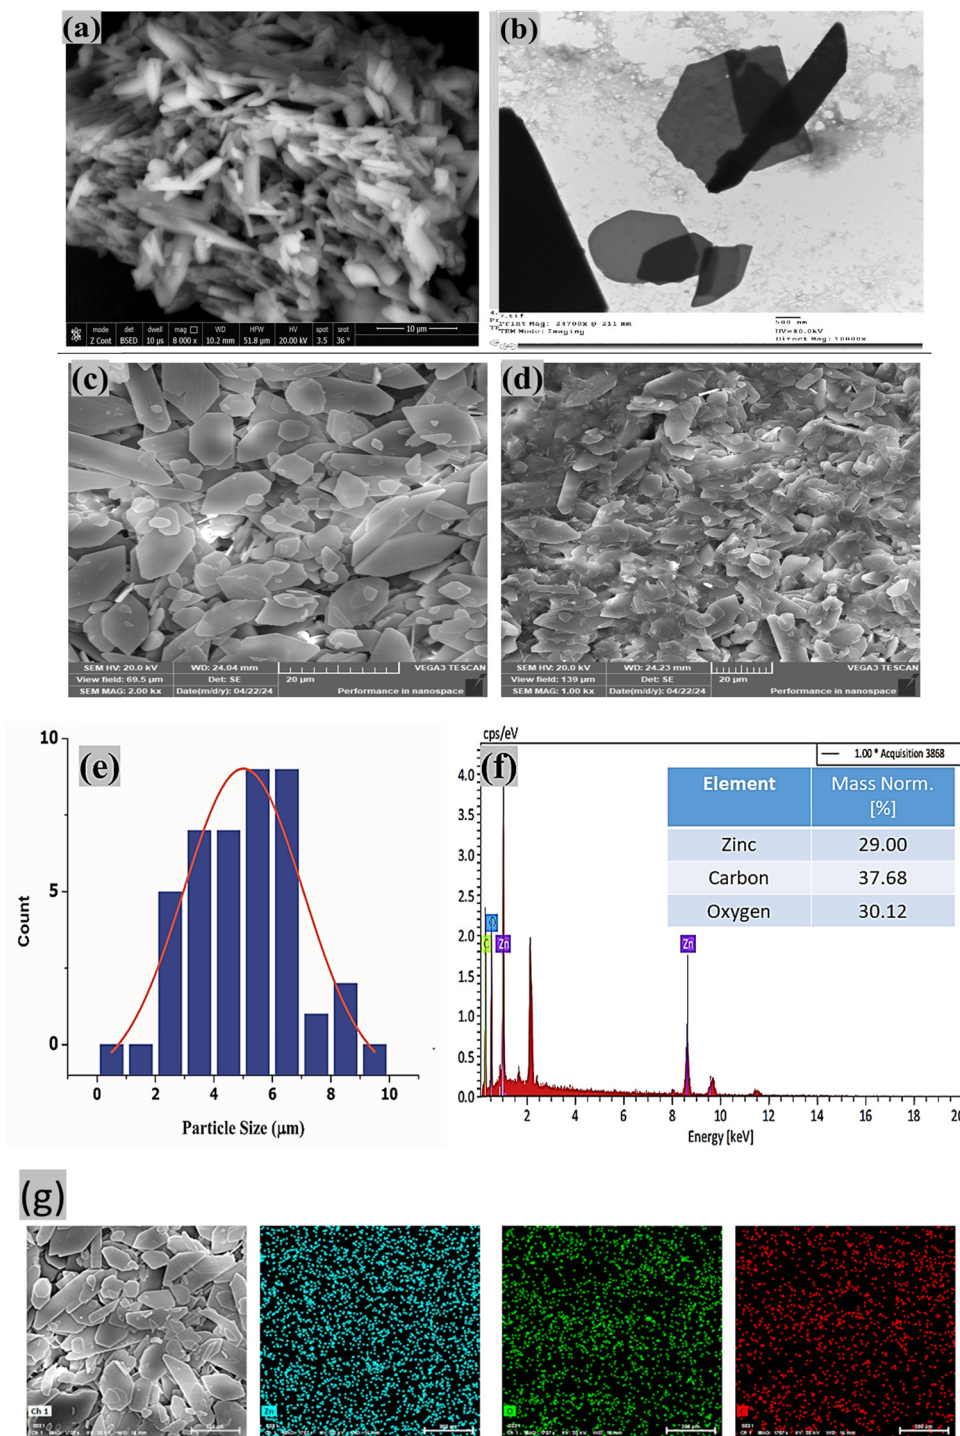 (a)
mode det dwell mag WD HFW HV spot srot
Z Cont BSED 10 µs 8 000 x 10.2 mm 51.8 µm 20.00 kV 3.5 36 °
10 µm
(b)
7.tif
Print Mag: 24700x @ 211 mm
TEM Mode: Imaging
500 nm
HV=80.0kV
Direct Mag: 10000x
(c)
SEM HV: 20.0 kV WD: 24.04 mm VEGA3 TESCAN
View field: 69.5 µm Det: SE 20 µm
SEM MAG: 2.00 kx Date(m/d/y): 04/22/24 Performance in nanospace
(d)
SEM HV: 20.0 kV WD: 24.23 mm VEGA3 TESCAN
View field: 139 µm Det: SE 20 µm
SEM MAG: 1.00 kx Date(m/d/y): 04/22/24 Performance in nanospace
(e)
10
5
0
Count
0 2 4 6 8 10
Particle Size (µm)
(f)
cps/eV
1.00 * Acquisition 3868
4.0
3.5
3.0
2.5
2.0
1.5
1.0
0.5
0.0
C O Zn Zn
2 4 6 8 10 12 14 16 18 20
Energy [keV]
Element Mass Norm.
[%]
Zinc 29.00
Carbon 37.68
Oxygen 30.12
(g)
Ch 1
Zn
O